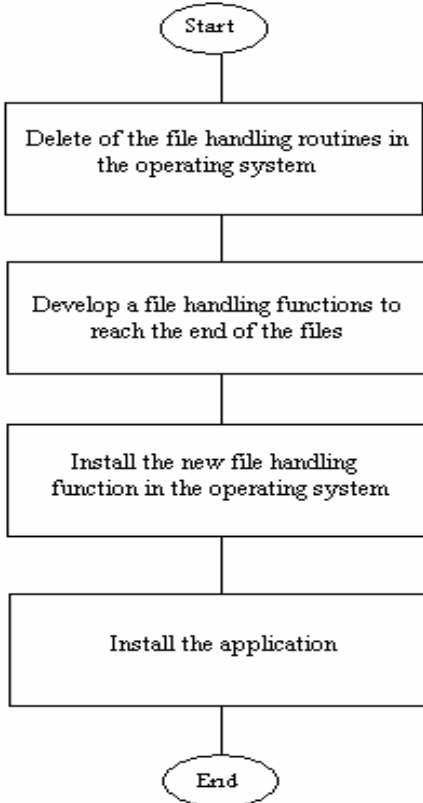 Start
Delete of the file handling routines in
the operating system
Develop a file handling functions to
reach the end of the files
Install the new file handling
function in the operating system
Install the application
End